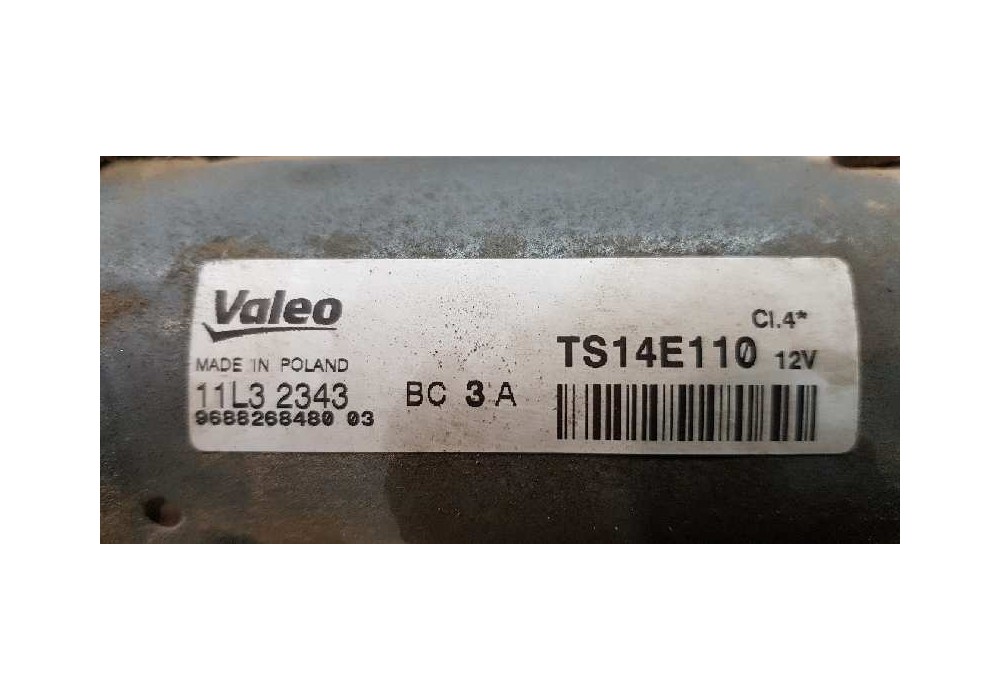 Valeo
MADE IN POLAND
11L3 2343
9688268480 03
BC 3 A
Cl.4*
TS14E110 12V